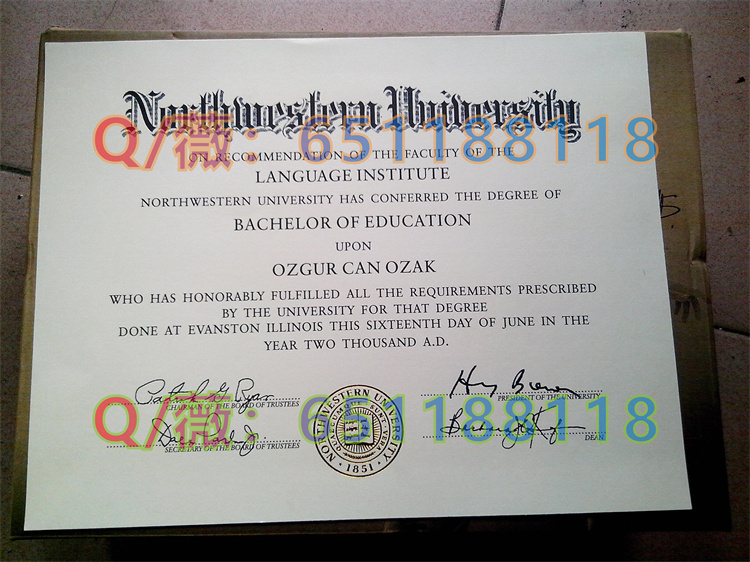 Northwestern University
Q/薇：651188118
ON RECOMMENDATION OF THE FACULTY OF THE
LANGUAGE INSTITUTE
NORTHWESTERN UNIVERSITY HAS CONFERRED THE DEGREE OF
BACHELOR OF EDUCATION
UPON
OZGUR CAN OZAK
WHO HAS HONORABLY FULFILLED ALL THE REQUIREMENTS PRESCRIBED
BY THE UNIVERSITY FOR THAT DEGREE
DONE AT EVANSTON ILLINOIS THIS SIXTEENTH DAY OF JUNE IN THE
YEAR TWO THOUSAND A.D.
CHAIRMAN OF THE BOARD OF TRUSTEES
PRESIDENT OF THE UNIVERSITY
Q/薇：651188118
SECRETARY OF THE BOARD OF TRUSTEES
DEAN
NORTHWESTERN UNIVERSITY
· 1851 ·